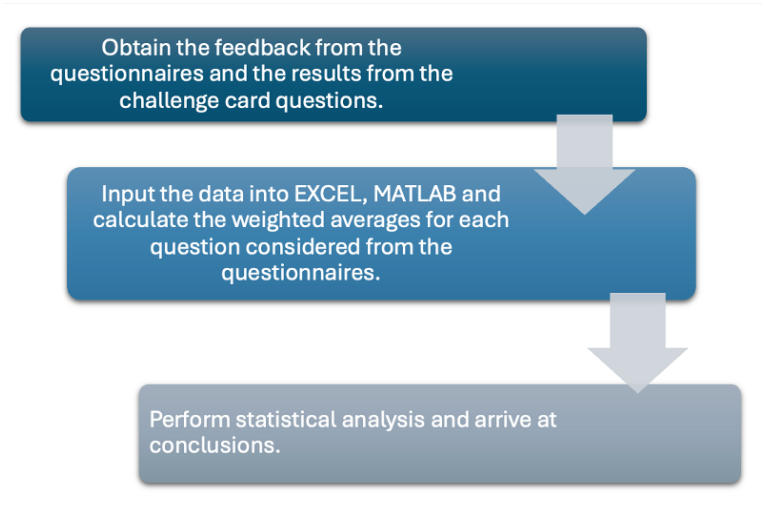 Obtain the feedback from the
questionnaires and the results from the
challenge card questions.
Input the data into EXCEL, MATLAB and
calculate the weighted averages for each
question considered from the
questionnaires.
Perform statistical analysis and arrive at
conclusions.